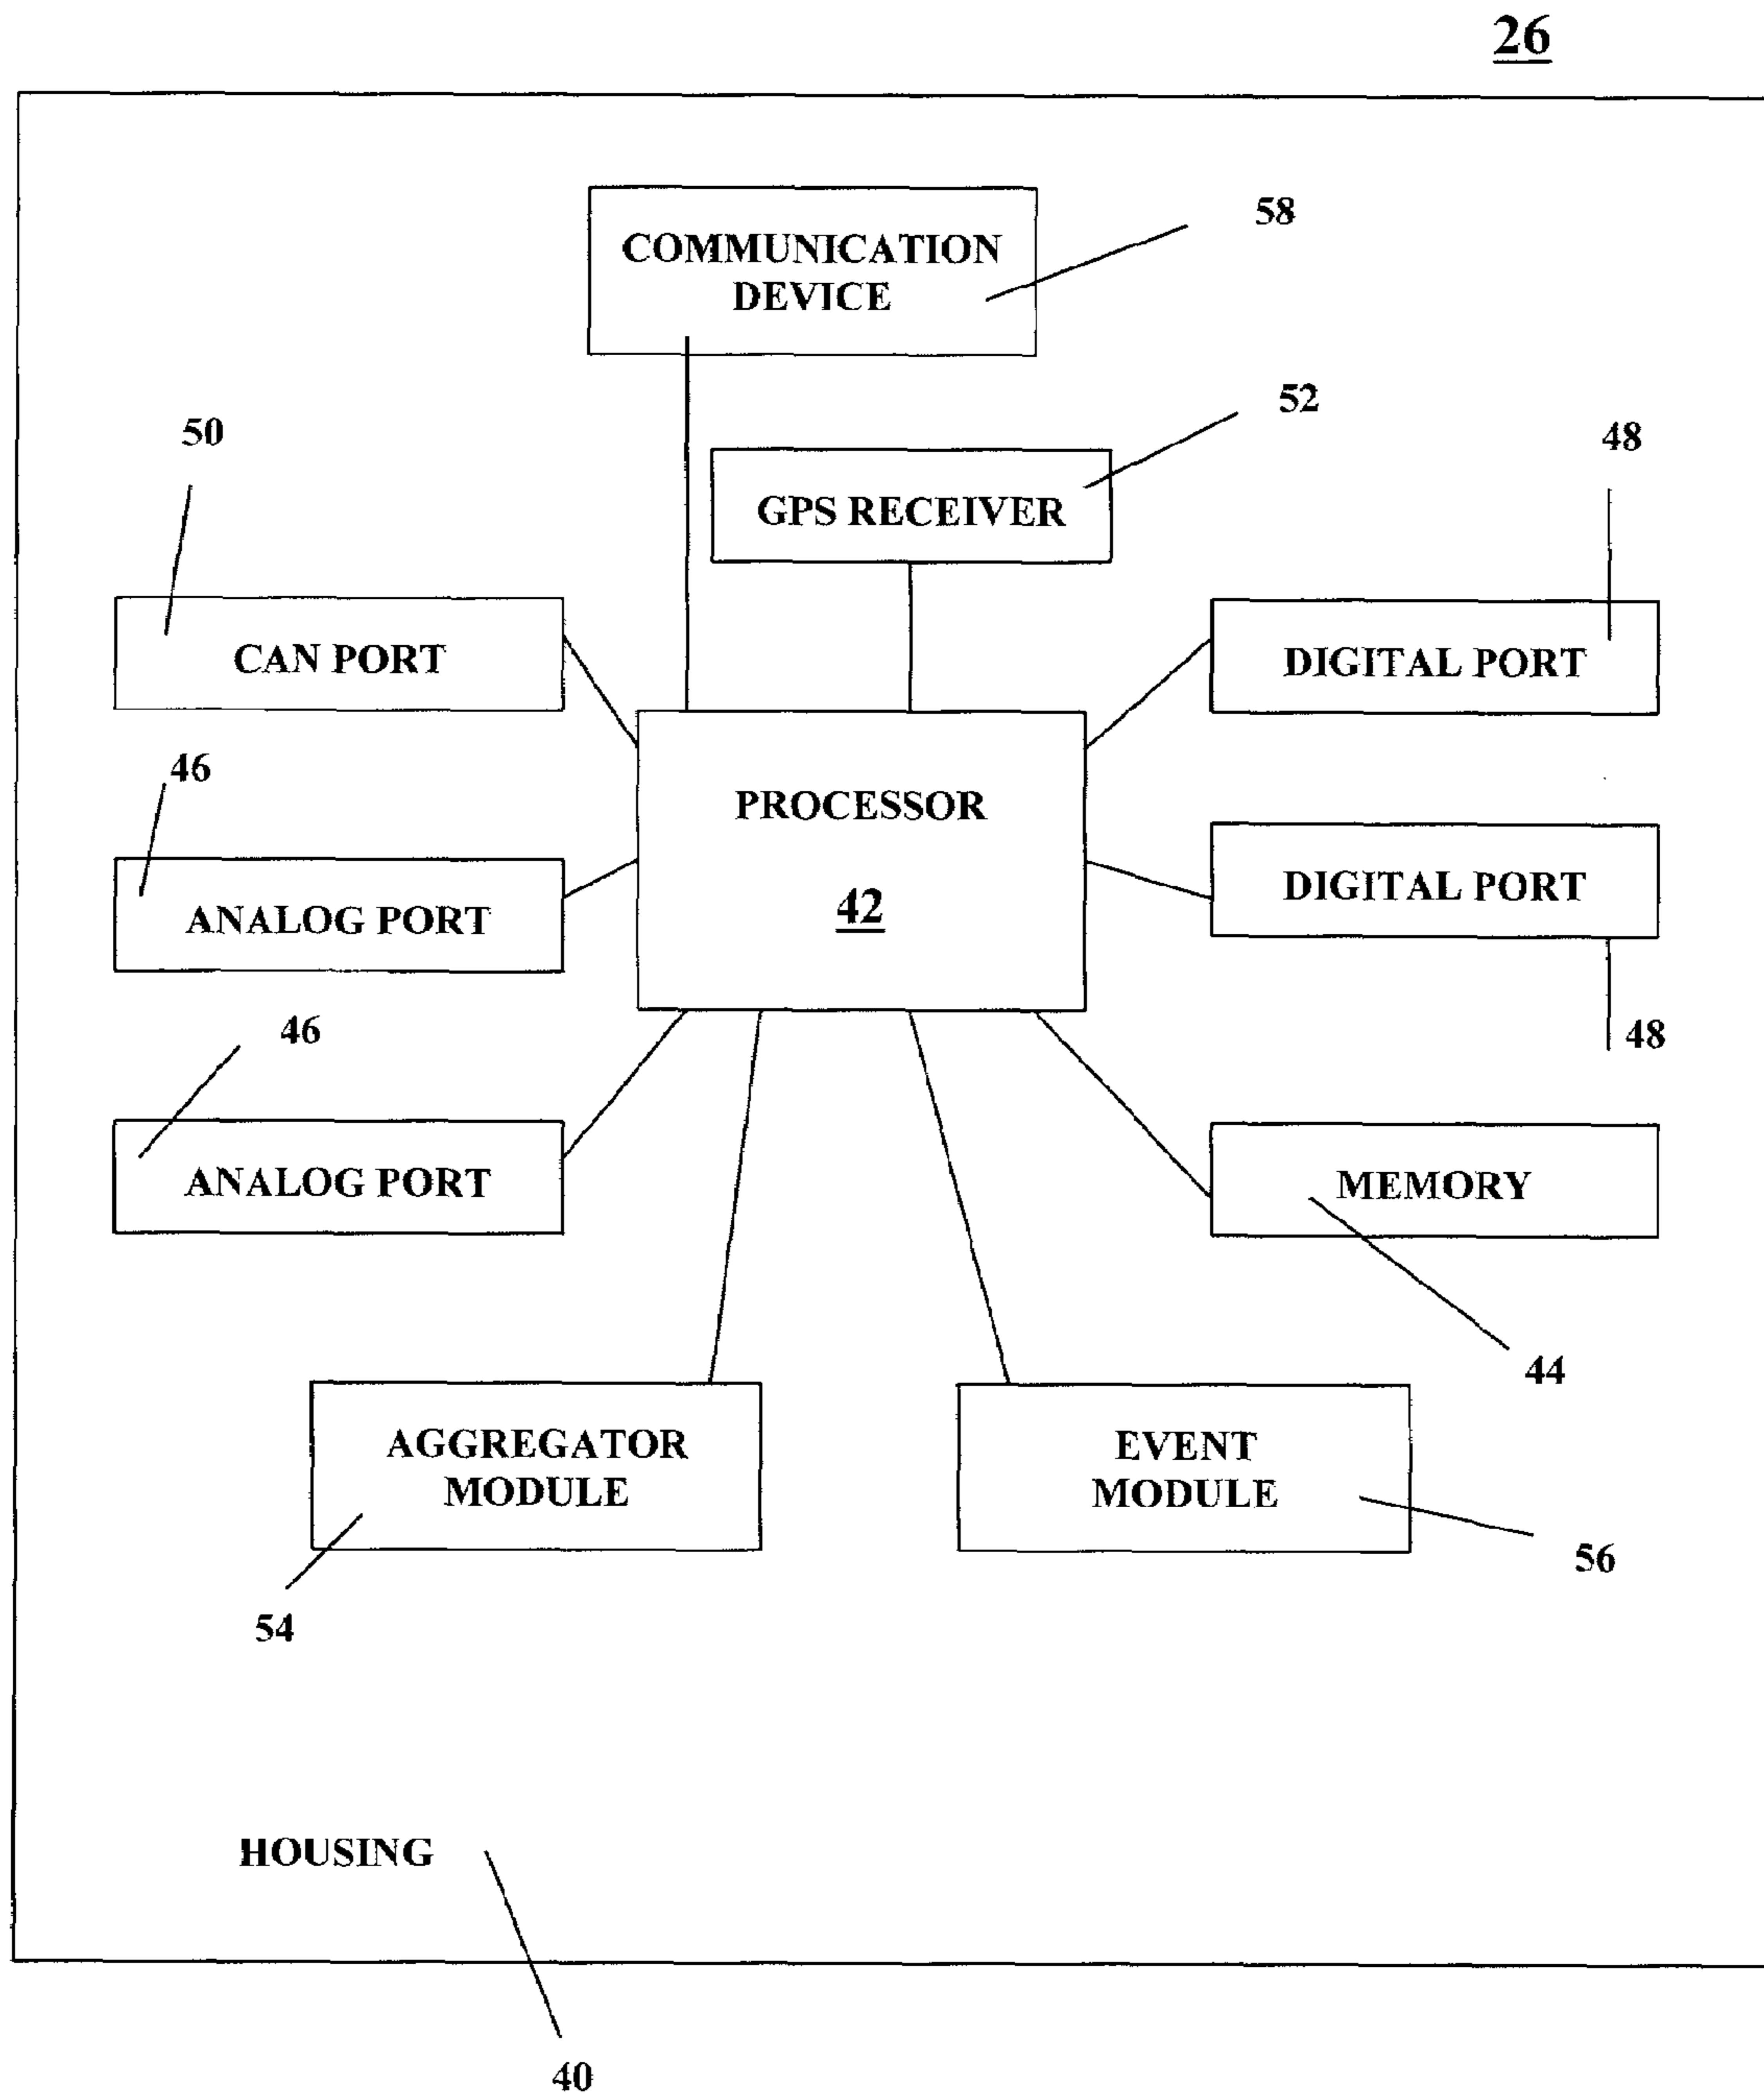 26
58
COMMUNICATION
DEVICE
52
50
48
GPS RECEIVER
CAN PORT
DIGITAL PORT
46
PROCESSOR
42
DIGITAL PORT
ANALOG PORT
46
48
ANALOG PORT
MEMORY
44
AGGREGATOR
MODULE
EVENT
MODULE
56
54
HOUSING
40